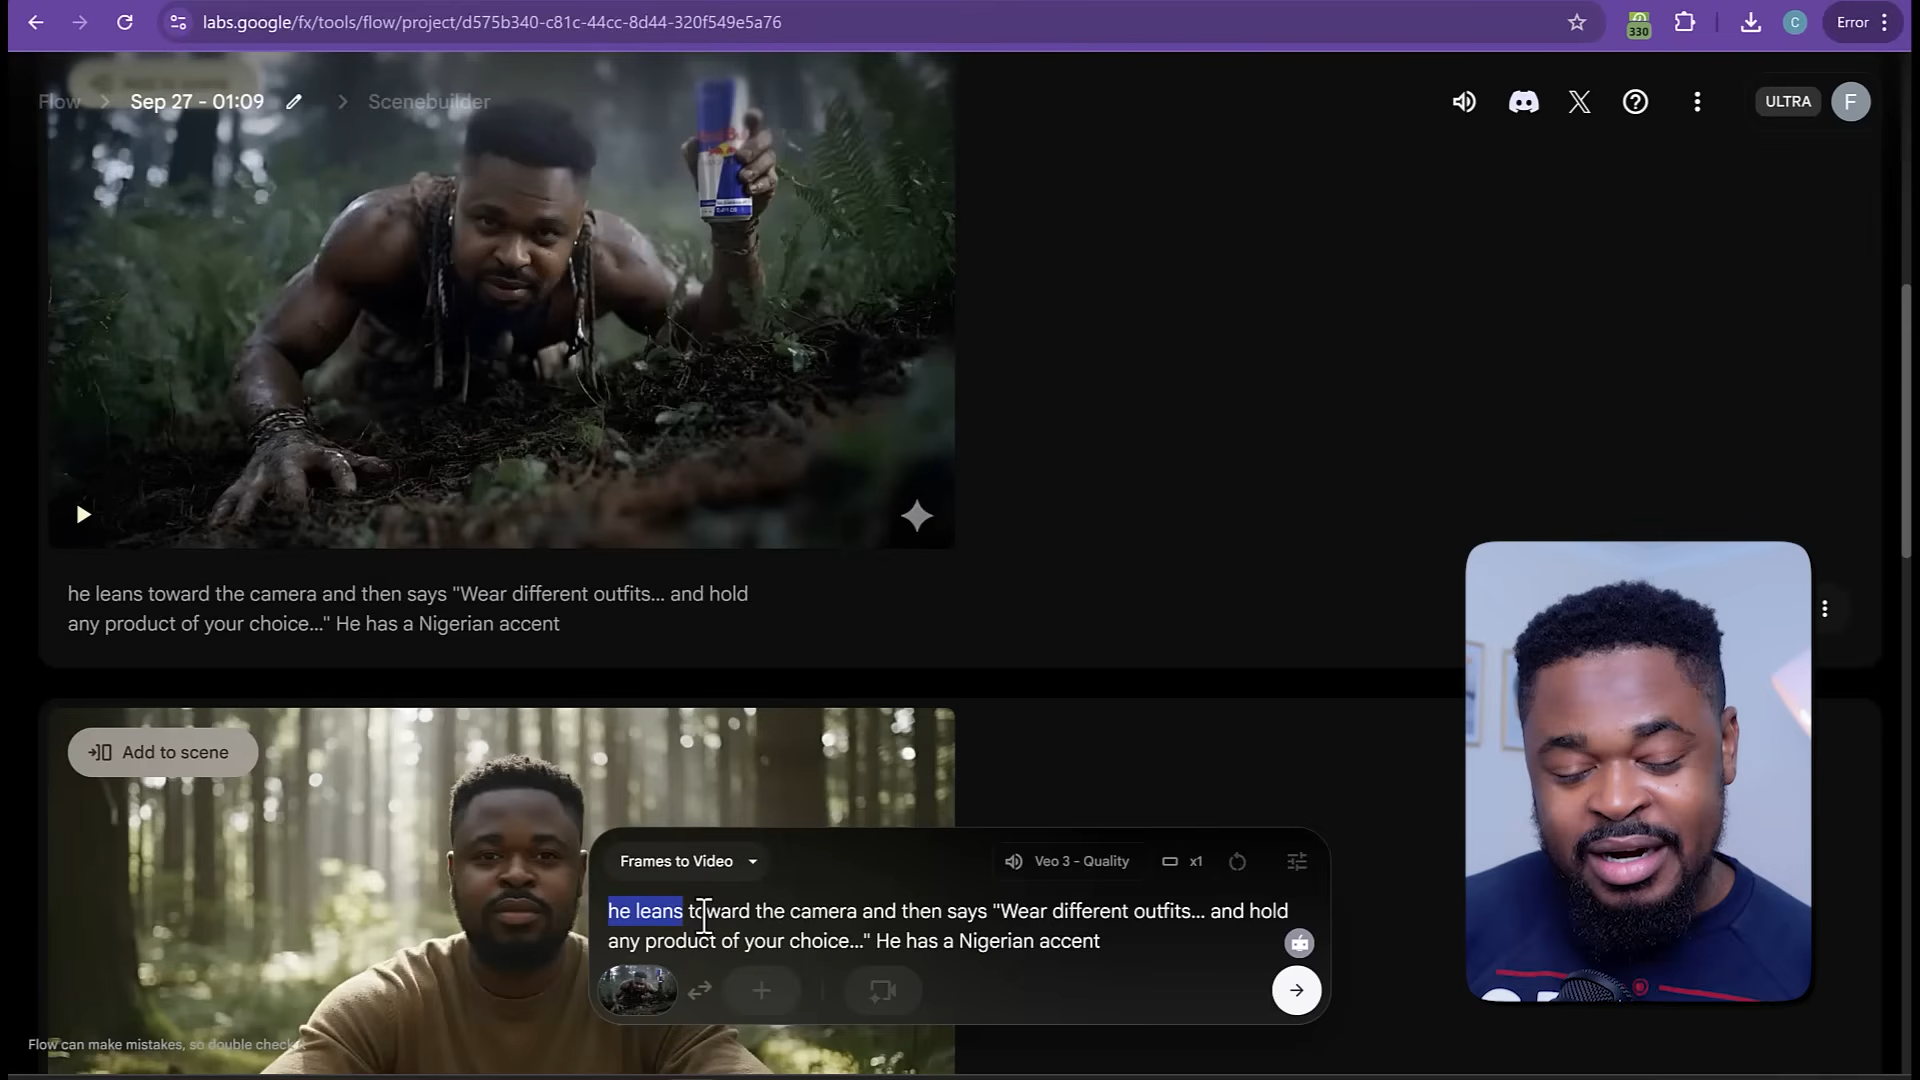 labs.google/fx/tools/flow/project/d575b340-c81c-44cc-8d44-320f549e5a76
330
C
Error
Flow
Sep 27 - 01:09
Scenebuilder
ULTRA
F
he leans toward the camera and then says "Wear different outfits... and hold
any product of your choice..." He has a Nigerian accent
Add to scene
Frames to Video
Veo 3 - Quality
x1
he leans toward the camera and then says "Wear different outfits... and hold
any product of your choice..." He has a Nigerian accent
Flow can make mistakes, so double check